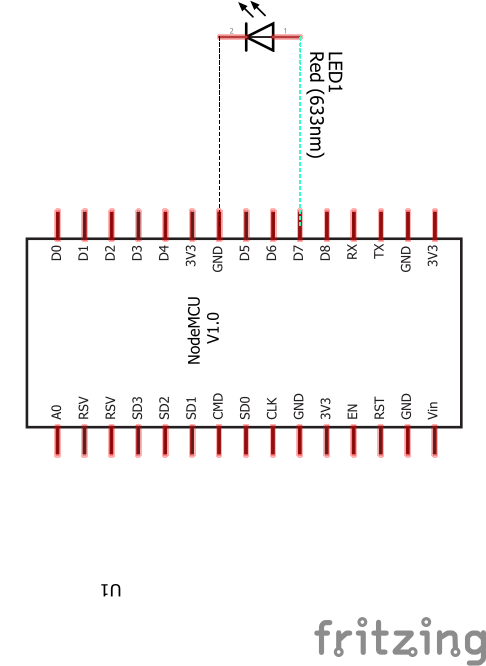 2
1
LED1
Red (633nm)
D0
D1
D2
D3
D4
3V3
GND
D5
D6
D7
D8
RX
TX
GND
3V3
NodeMCU
V1.0
A0
RSV
RSV
SD3
SD2
SD1
CMD
SD0
CLK
GND
3V3
EN
RST
GND
Vin
U1
fritzing